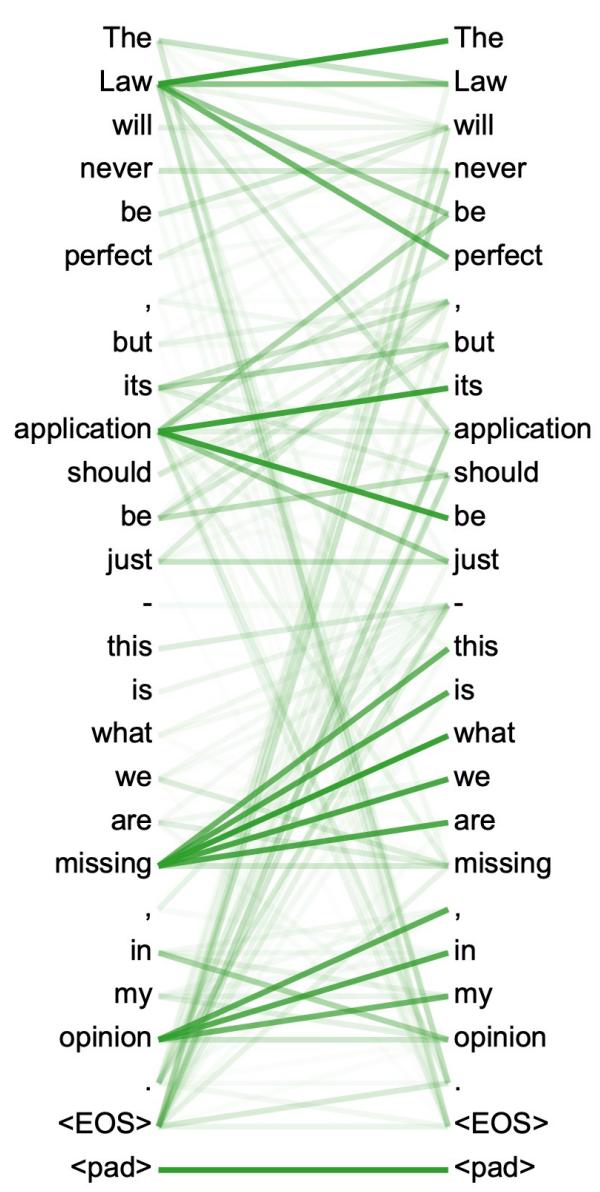 The The
Law Law
will will
never never
be be
perfect perfect
, ,
but but
its its
application application
should should
be be
just just
- -
this this
is is
what what
we we
are are
missing missing
, ,
in in
my my
opinion opinion
. .
<EOS> <EOS>
<pad> <pad>